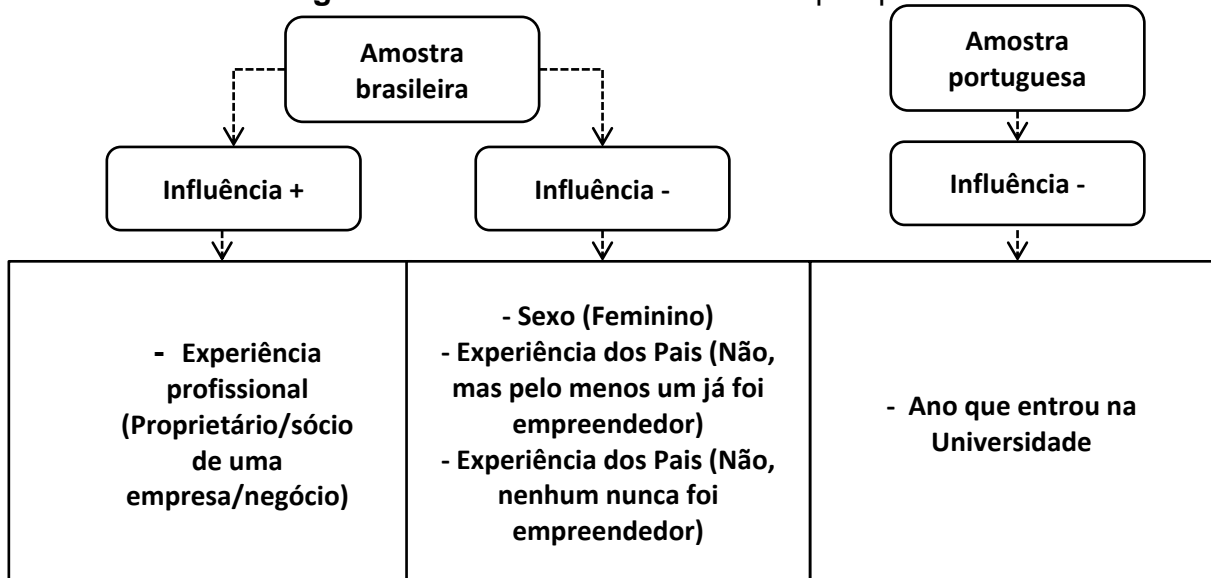 Amostra
brasileira
Amostra
portuguesa
Influência +
Influência -
Influência -
- Experiência
profissional
(Proprietário/sócio
de uma
empresa/negócio)
- Sexo (Feminino)
- Experiência dos Pais (Não,
mas pelo menos um já foi
empreendedor)
- Experiência dos Pais (Não,
nenhum nunca foi
empreendedor)
- Ano que entrou na
Universidade